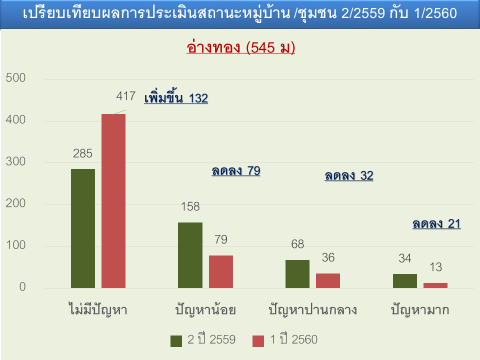 เปรียบเทียบผลการประเมินสถานะหมู่บ้าน /ชุมชน 2/2559 กับ 1/2560
อ่างทอง (545 ม)
500
400
300
200
100
0
417
เพิ่มขึ้น 132
285
ลดลง 79
158
79
ลดลง 32
68
36
ลดลง 21
34
13
ไม่มีปัญหา
ปัญหาน้อย
ปัญหาปานกลาง
ปัญหามาก
2 ปี 2559
1 ปี 2560